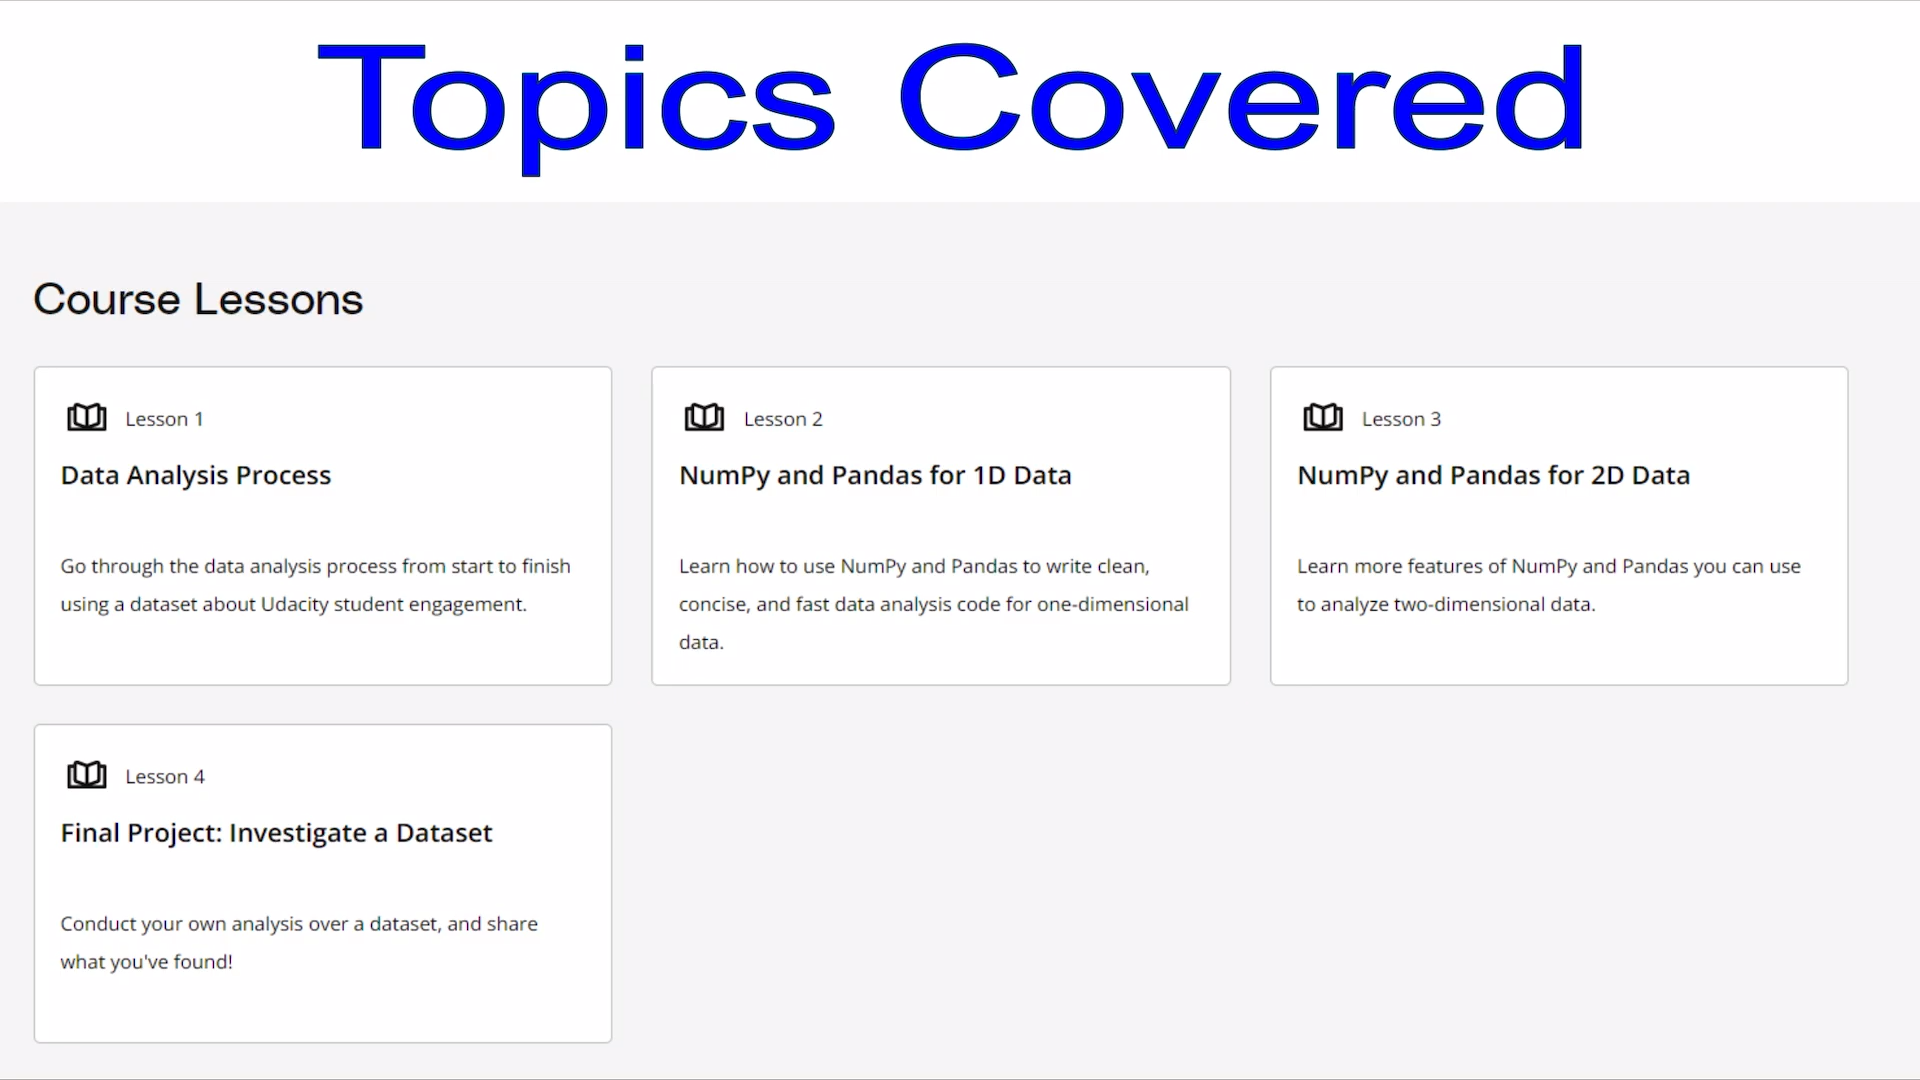 Topics Covered
Course Lessons
Lesson 1
Data Analysis Process
Go through the data analysis process from start to finish
using a dataset about Udacity student engagement.
Lesson 2
NumPy and Pandas for 1D Data
Learn how to use NumPy and Pandas to write clean,
concise, and fast data analysis code for one-dimensional
data.
Lesson 3
NumPy and Pandas for 2D Data
Learn more features of NumPy and Pandas you can use
to analyze two-dimensional data.
Lesson 4
Final Project: Investigate a Dataset
Conduct your own analysis over a dataset, and share
what you've found!